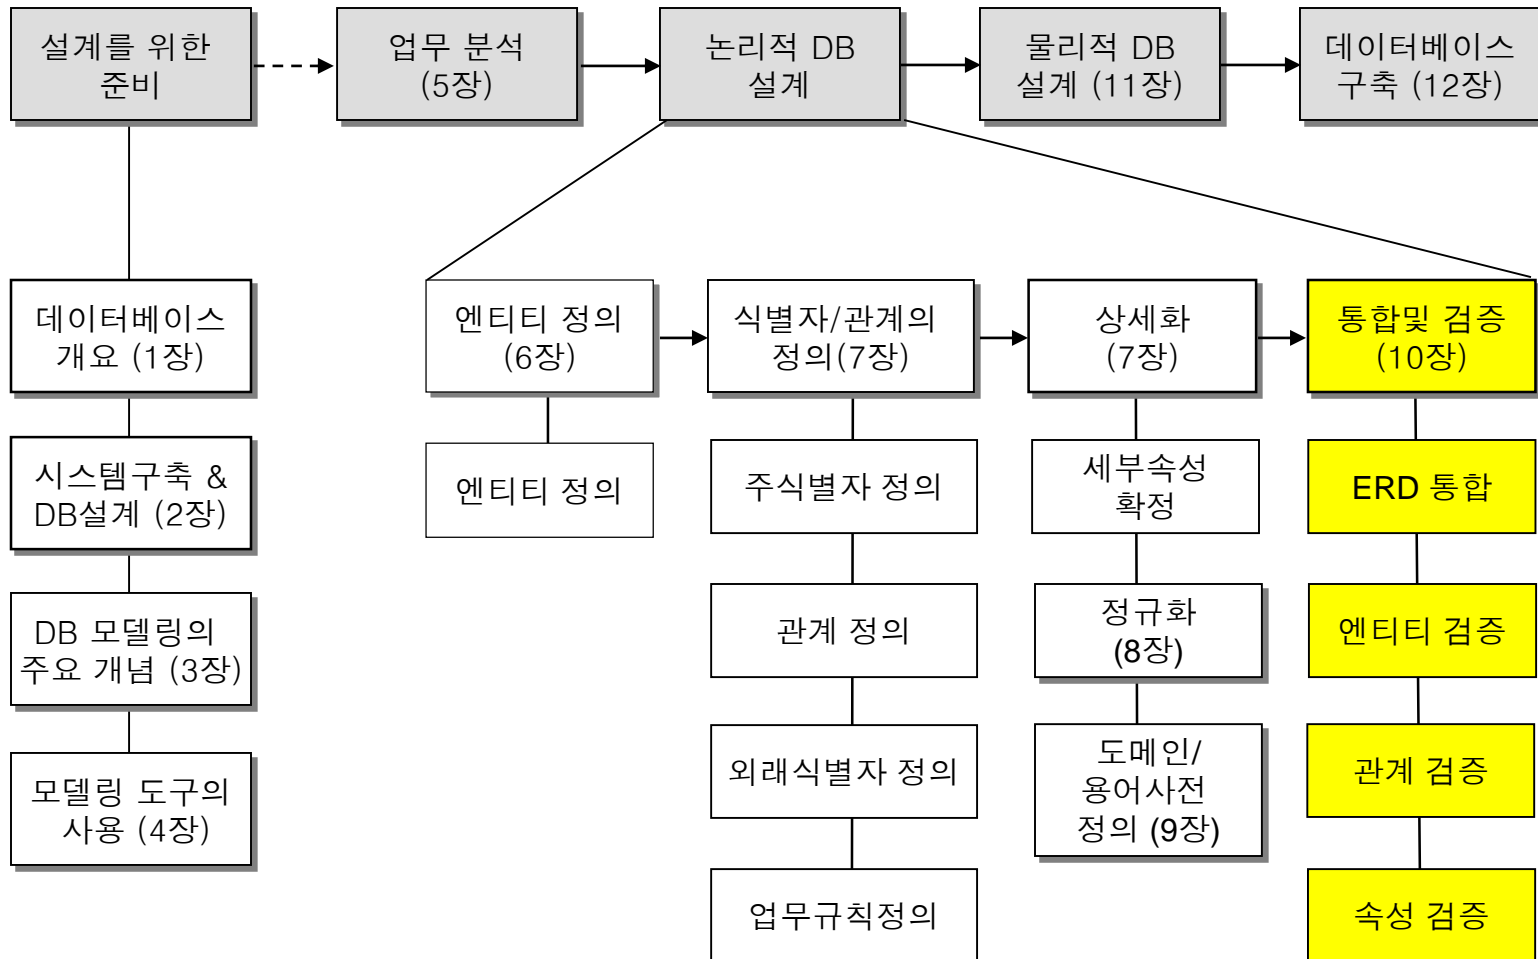 설계를 위한
준비
업무 분석
(5장)
논리적 DB
설계
물리적 DB
설계 (11장)
데이터베이스
구축 (12장)
데이터베이스
개요 (1장)
엔티티 정의
(6장)
식별자/관계의
정의(7장)
상세화
(7장)
통합및 검증
(10장)
시스템구축 &
DB설계 (2장)
엔티티 정의
주식별자 정의
세부속성
확정
ERD 통합
DB 모델링의
주요 개념 (3장)
관계 정의
정규화
(8장)
엔티티 검증
모델링 도구의
사용 (4장)
외래식별자 정의
도메인/
용어사전
정의 (9장)
관계 검증
업무규칙정의
속성 검증